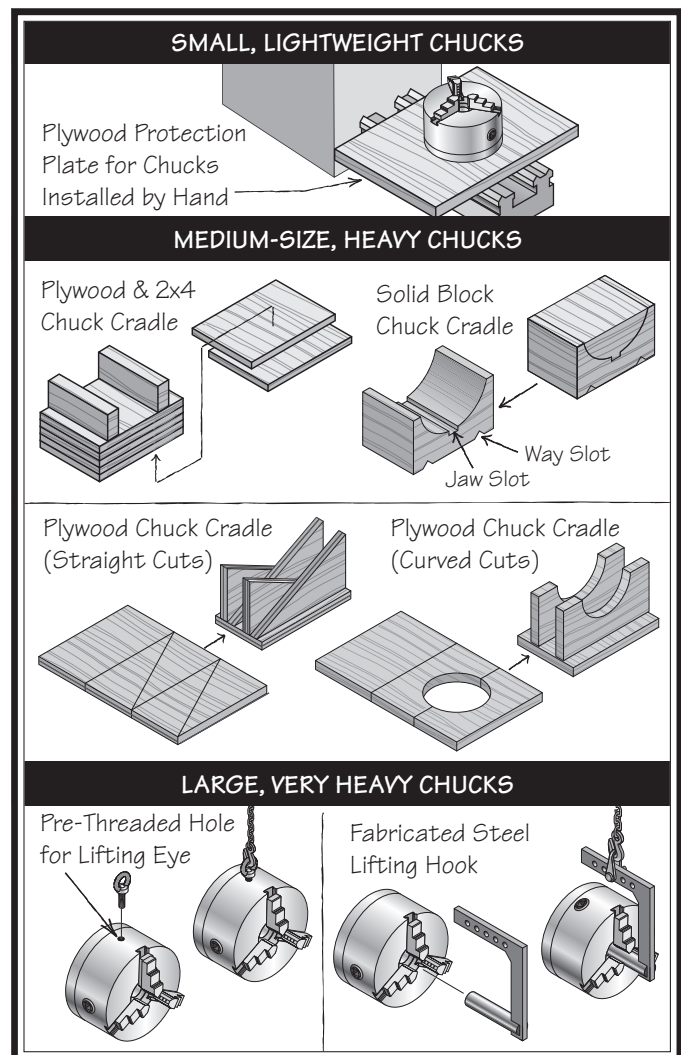 SMALL, LIGHTWEIGHT CHUCKS
Plywood Protection
Plate for Chucks
Installed by Hand
MEDIUM-SIZE, HEAVY CHUCKS
Plywood & 2x4
Chuck Cradle
Solid Block
Chuck Cradle
Way Slot
Jaw Slot
Plywood Chuck Cradle
(Straight Cuts)
Plywood Chuck Cradle
(Curved Cuts)
LARGE, VERY HEAVY CHUCKS
Pre-Threaded Hole
for Lifting Eye
Fabricated Steel
Lifting Hook